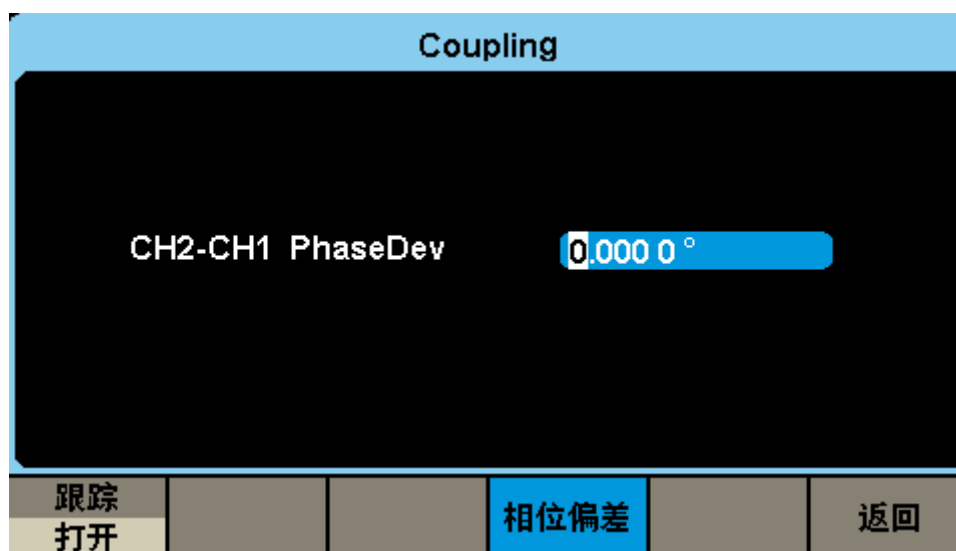 Coupling
CH2-CH1 PhaseDev 0.000 0 °
跟踪
打开
相位偏差
返回